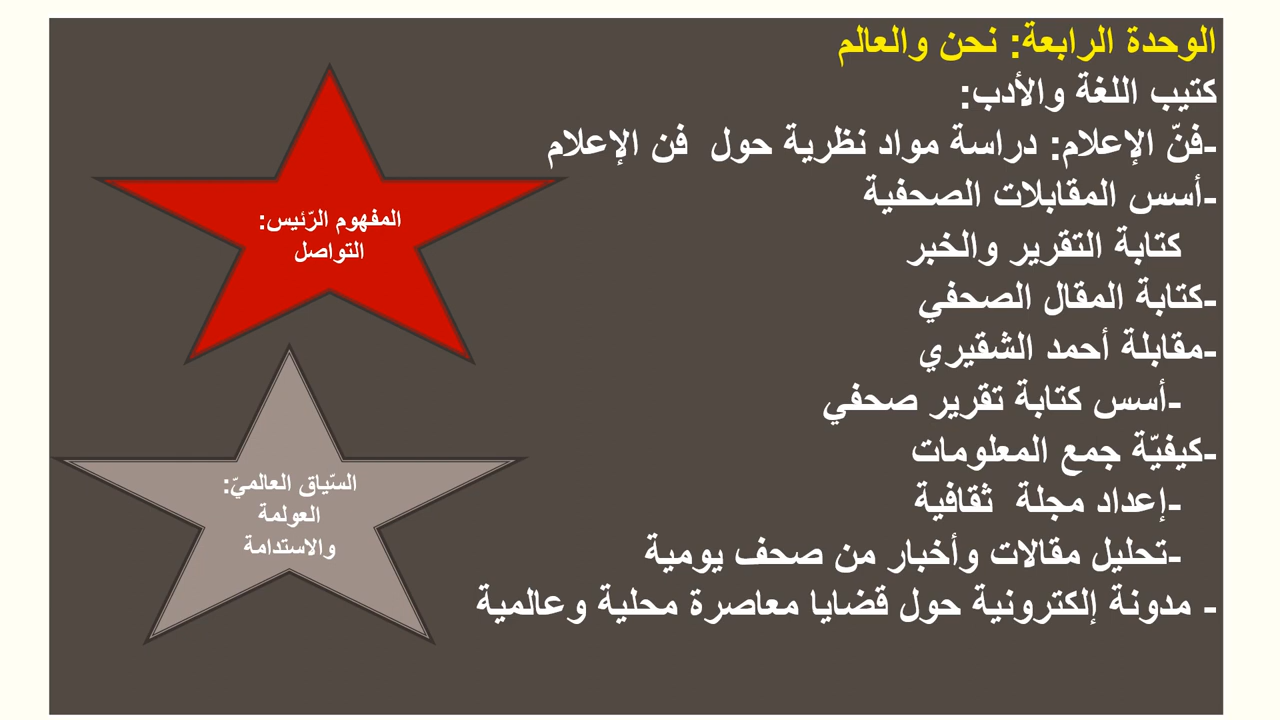 الوحدة الرابعة: نحن والعالم
كتيب اللغة والأدب:
-فنّ الإعلام: دراسة مواد نظرية حول  فن الإعلام
-أسس المقابلات الصحفية
كتابة التقرير والخبر
-كتابة المقال الصحفي
-مقابلة أحمد الشقيري
-أسس كتابة تقرير صحفي
-كيفيّة جمع المعلومات
-إعداد مجلة  ثقافية
-تحليل مقالات وأخبار من صحف يومية
- مدونة إلكترونية حول قضايا معاصرة محلية وعالمية
المفهوم الرّئيس:
التواصل
السّياق العالميّ:
العولمة
والاستدامة